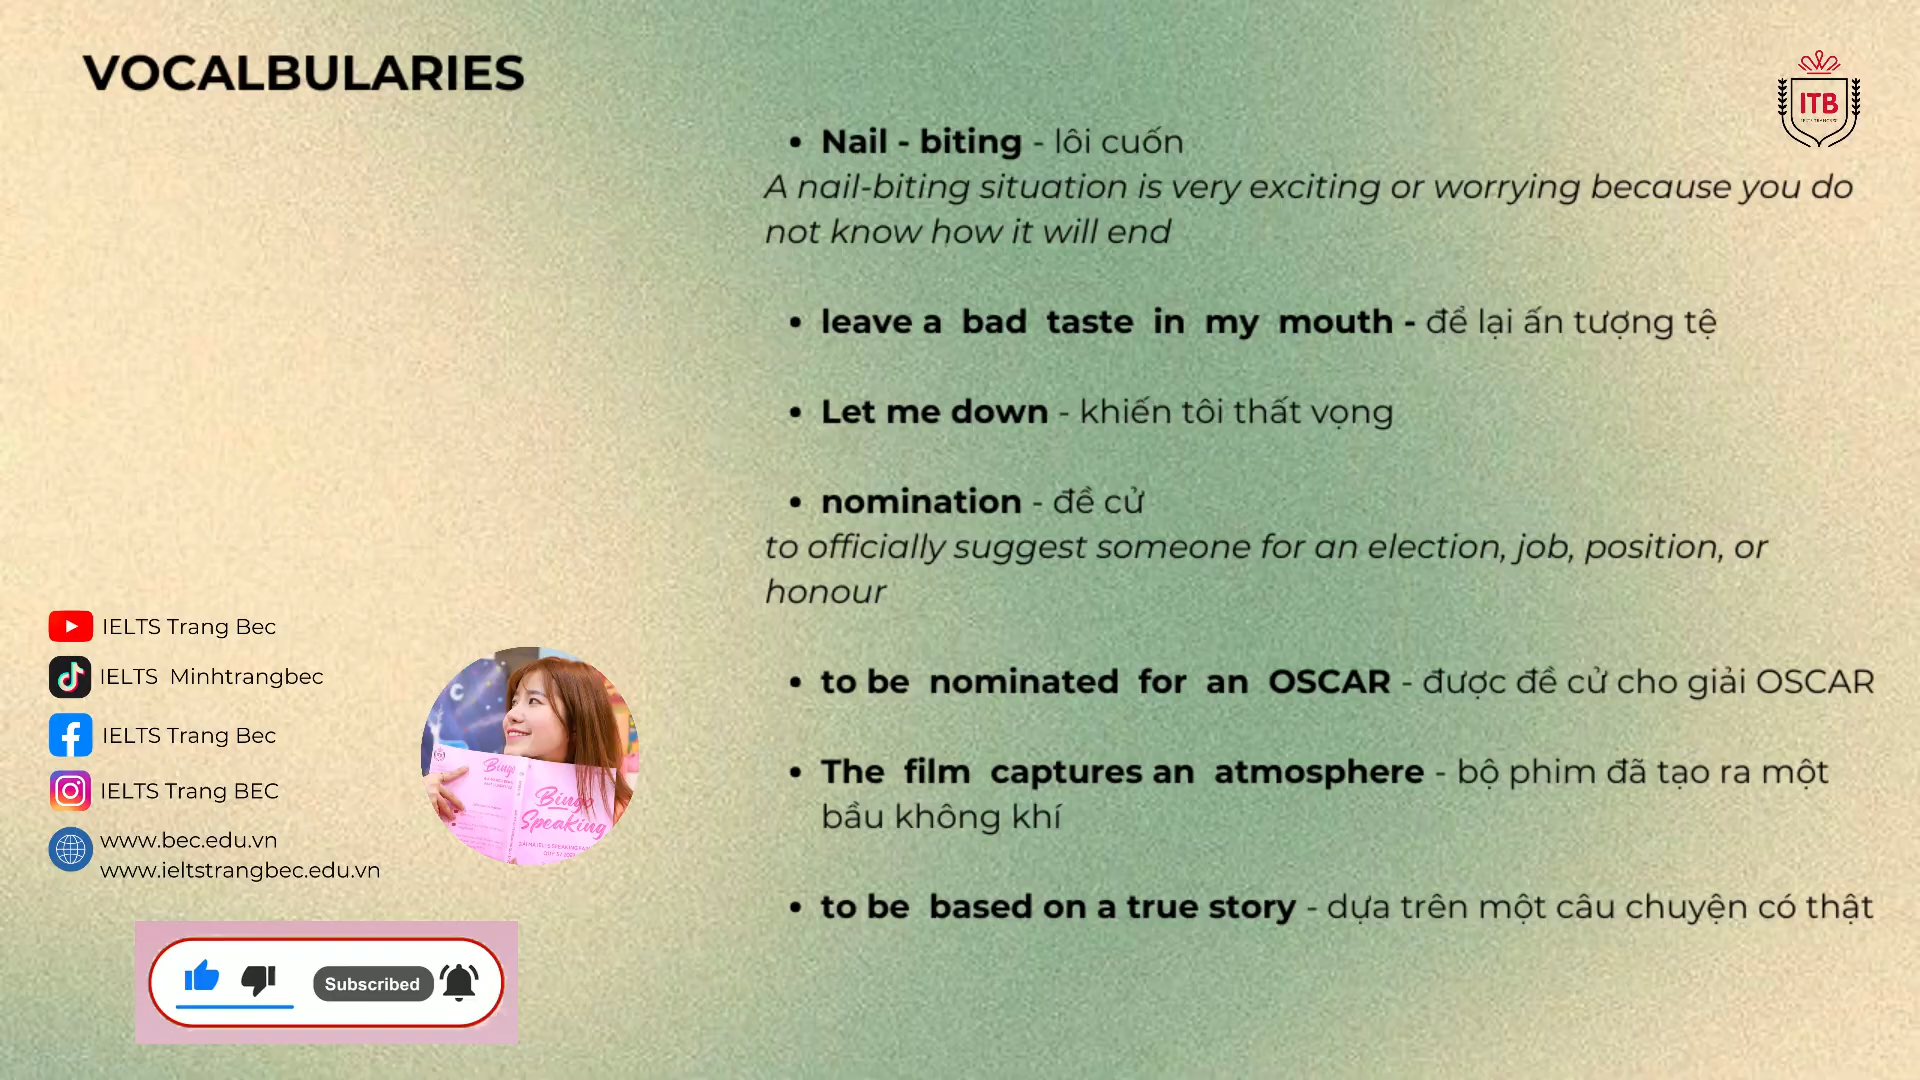 VOCALBULARIES
ITB
• Nail - biting - lôi cuốn
A nail-biting situation is very exciting or worrying because you do
not know how it will end
• leave a bad taste in my mouth - để lại ấn tượng tệ
• Let me down - khiến tôi thất vọng
• nomination - đề cử
to officially suggest someone for an election, job, position, or
honour
• to be nominated for an OSCAR - được đề cử cho giải OSCAR
• The film captures an atmosphere - bộ phim đã tạo ra một
bầu không khí
• to be based on a true story - dựa trên một câu chuyện có thật
IELTS Trang Bec
IELTS Minhtrangbec
IELTS Trang Bec
IELTS Trang BEC
www.bec.edu.vn
www.ieltstrangbec.edu.vn
Bingo
Bingo
Speaking
Subscribed